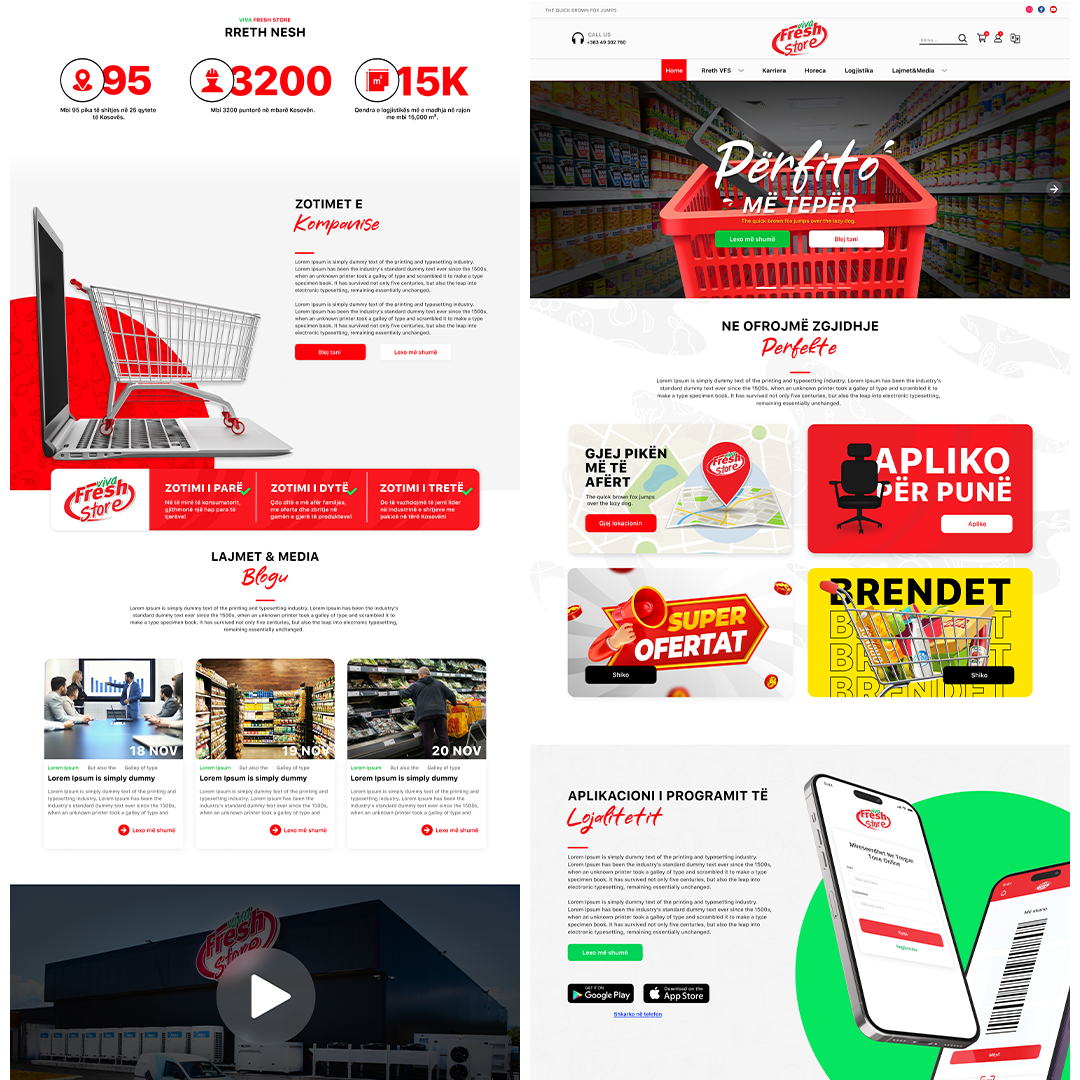 VIVA FRESH STORE
RRETH NESH
95
Mbi 95 pika të shitjes në 25 qytete
të Kosovës.
3200
Mbi 3200 puntorë në mbarë Kosovën.
m²
15K
Qendra e logjistikës më e madhja në rajon
me mbi 15,000 m².
ZOTIMET E
Kompanise
Lorem Ipsum is simply dummy text of the printing and typesetting industry.
Lorem Ipsum has been the industry's standard dummy text ever since the 1500s,
when an unknown printer took a galley of type and scrambled it to make a type
specimen book. It has survived not only five centuries, but also the leap into
electronic typesetting, remaining essentially unchanged.
Lorem Ipsum is simply dummy text of the printing and typesetting industry.
Lorem Ipsum has been the industry's standard dummy text ever since the 1500s,
when an unknown printer took a galley of type and scrambled it to make a type
specimen book. It has survived not only five centuries, but also the leap into
electronic typesetting, remaining essentially unchanged.
Blej tani
Lexo më shumë
viva
Fresh
Store
ZOTIMI I PARË
Në të mirë të konsumatorit,
gjithmonë një hap para të
tjerëve!
ZOTIMI I DYTË
Çdo ditë e më afër familjes,
me oferta dhe zbritje në
gamën e gjerë të produkteve!
ZOTIMI I TRETË
Do të vazhdojmë të jemi lider
në industrinë e shitjeve me
pakicë në tërë Kosovën!
LAJMET & MEDIA
Blogu
Lorem Ipsum is simply dummy text of the printing and typesetting industry. Lorem Ipsum has been the industry's
standard dummy text ever since the 1500s, when an unknown printer took a galley of type and scrambled it to
make a type specimen book. It has survived not only five centuries, but also the leap into electronic typesetting,
remaining essentially unchanged.
18 NOV
Lorem Ipsum But also the Galley of type
Lorem Ipsum is simply dummy
Lorem Ipsum is simply dummy text of the printing and
typesetting industry. Lorem Ipsum has been the
industry's standard dummy text ever since the 1500s,
when an unknown printer took a galley of type and
Lexo më shumë
19 NOV
Lorem Ipsum But also the Galley of type
Lorem Ipsum is simply dummy
Lorem Ipsum is simply dummy text of the printing and
typesetting industry. Lorem Ipsum has been the
industry's standard dummy text ever since the 1500s,
when an unknown printer took a galley of type and
Lexo më shumë
20 NOV
Lorem Ipsum But also the Galley of type
Lorem Ipsum is simply dummy
Lorem Ipsum is simply dummy text of the printing and
typesetting industry. Lorem Ipsum has been the
industry's standard dummy text ever since the 1500s,
when an unknown printer took a galley of type and
Lexo më shumë
viva
Fresh
Store
THE QUICK BROWN FOX JUMPS
CALL US
+383 49 302 760
viva
Fresh
Store
Kërko...
Home
Rreth VFS
Karriera
Horeca
Logjistika
Lajmet&Media
Përfito
MË TEPËR
The quick brown fox jumps over the lazy dog.
Lexo më shumë
Blej tani
NE OFROJMË ZGJIDHJE
Perfekte
Lorem Ipsum is simply dummy text of the printing and typesetting industry. Lorem Ipsum has been the industry's
standard dummy text ever since the 1500s, when an unknown printer took a galley of type and scrambled it to
make a type specimen book. It has survived not only five centuries, but also the leap into electronic typesetting,
remaining essentially unchanged.
GJEJ PIKËN
MË TË
AFËRT
The quick brown fox jumps
over the lazy dog.
Gjej lokacionin
viva
Fresh
Store
APLIKO
PËR PUNË
Apliko
SUPER
OFERTAT
Shiko
BRENDET
BRENDET
BRENDET
BRENDET
Shiko
APLIKACIONI I PROGRAMIT TË
Lojalitetit
Lorem Ipsum is simply dummy text of the printing and typesetting industry.
Lorem Ipsum has been the industry's standard dummy text ever since the 1500s,
when an unknown printer took a galley of type and scrambled it to make a type
specimen book. It has survived not only five centuries, but also the leap into
electronic typesetting, remaining essentially unchanged.
Lorem Ipsum is simply dummy text of the printing and typesetting industry.
Lorem Ipsum has been the industry's standard dummy text ever since the 1500s,
when an unknown printer took a galley of type and scrambled it to make a type
specimen book. It has survived not only five centuries, but also the leap into
electronic typesetting, remaining essentially unchanged.
Lexo më shumë
GET IT ON
Google Play
Download on the
App Store
Shkarko në telefon
viva
Fresh
Store
Mireseerdhet Ne Tregun
Tone Online
Kyçu
Regjistrohu
Mbyll